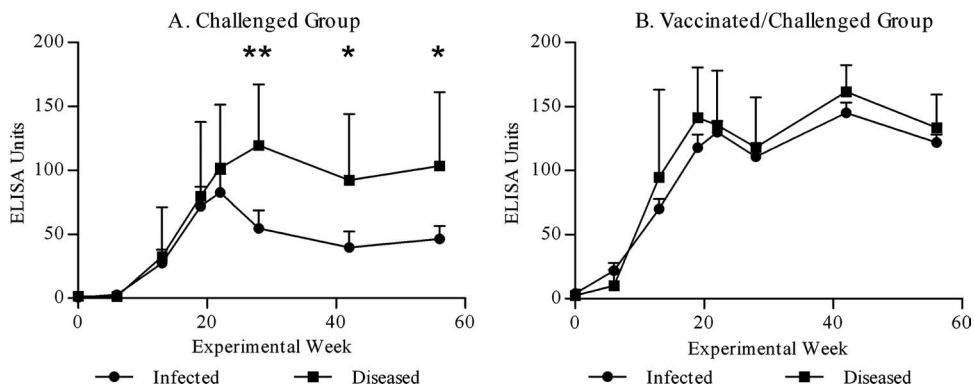 A. Challenged Group
** * *
200
150
100
50
0
ELISA Units
0 20 40 60
Experimental Week
Infected Diseased
B. Vaccinated/Challenged Group
200
150
100
50
0
ELISA Units
0 20 40 60
Experimental Week
Infected Diseased